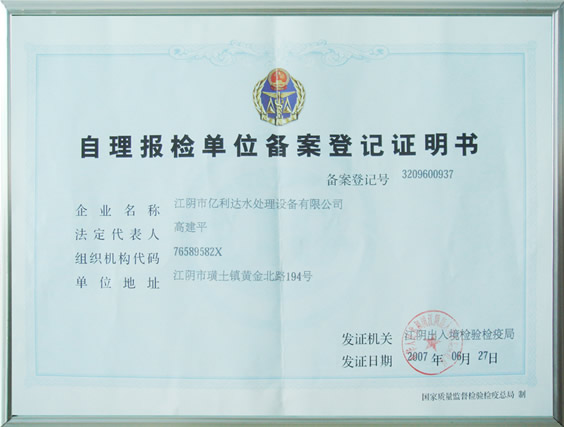 自理报检单位备案登记证明书
备案登记号 3209600937
企业名称 江阴市亿利达水处理设备有限公司
法定代表人 高建平
组织机构代码 76589582X
单位地址 江阴市璜土镇黄金北路194号
发证机关 江阴出入境检验检疫局
发证日期 2007 年 06月 27日
国家质量监督检验检疫总局 制